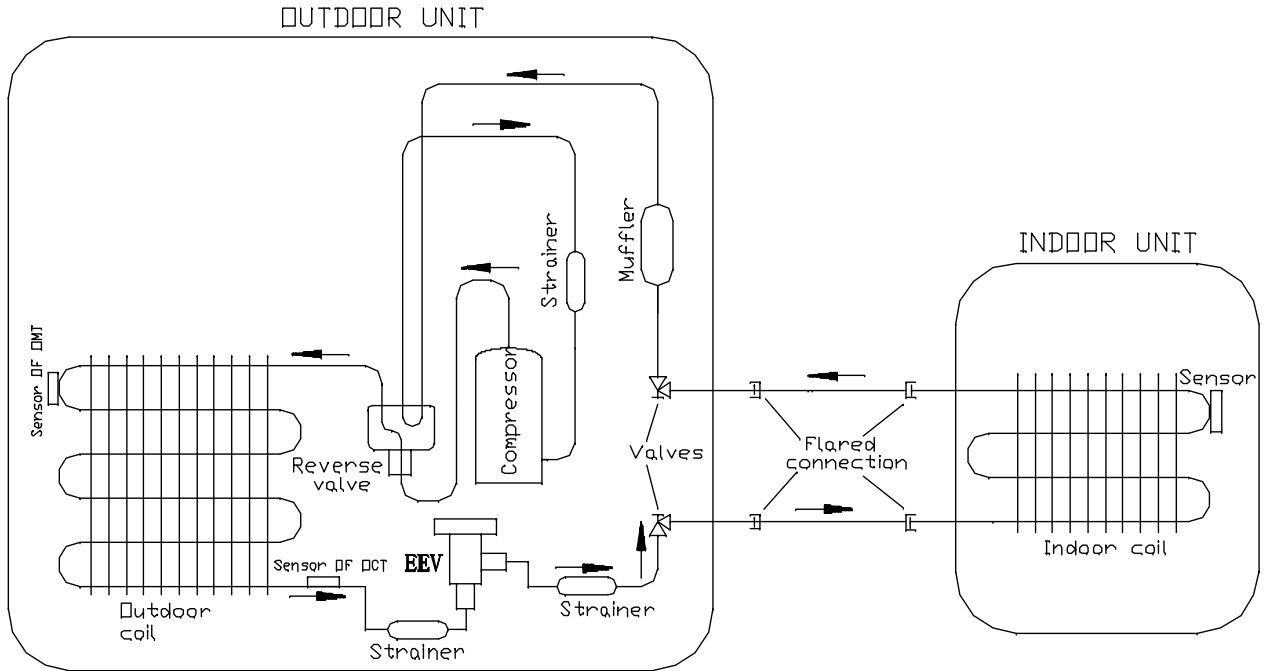 OUTDOOR UNIT
Strainer
Muffler
INDOOR UNIT
Sensor OF OMT
Compressor
Sensor
Reverse
valve
Valves
Flared
connection
Indoor coil
Sensor OF OCT
EEV
Outdoor
coil
Strainer
Strainer